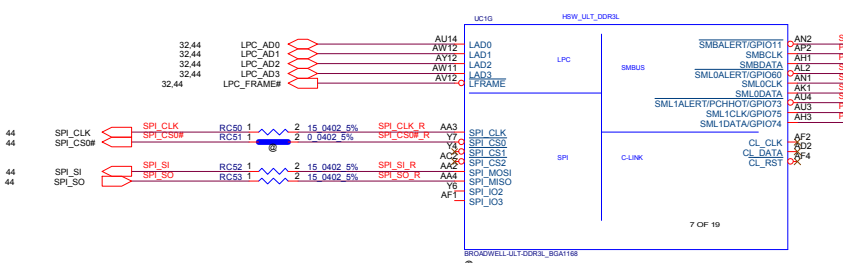 UC1G HSW_ULT_DDR3L
32,44 LPC_AD0 AU14 LAD0 LPC SMBUS SMBALERT/GPIO11 AN2
32,44 LPC_AD1 AW12 LAD1 SMBCLK AP2
32,44 LPC_AD2 AY12 LAD2 SMBDATA AH1
32,44 LPC_AD3 AW11 LAD3 SML0ALERT/GPIO60 AL2
32,44 LPC_FRAME# AV12 LFRAME SML0CLK AN1
SML0DATA AK1
SML1ALERT/PCHHOT/GPIO73 AU4
SML1CLK/GPIO75 AU3
SML1DATA/GPIO74 AH3
44 SPI_CLK SPI_CLK RC50 1 2 15_0402_5% SPI_CLK_R AA3 SPI_CLK
44 SPI_CS0# SPI_CS0# RC51 1 2 0_0402_5% SPI_CS0#_R Y7 SPI_CS0 CL_CLK AF2
@ Y4 SPI_CS1 CL_DATA AD2
AC2 SPI_CS2 SPI C-LINK CL_RST AF4
44 SPI_SI SPI_SI RC52 1 2 15_0402_5% SPI_SI_R AA2 SPI_MOSI
44 SPI_SO SPI_SO RC53 1 2 15_0402_5% SPI_SO_R AA4 SPI_MISO
Y6 SPI_IO2
AF1 SPI_IO3
7 OF 19
BROADWELL-ULT-DDR3L_BGA1168